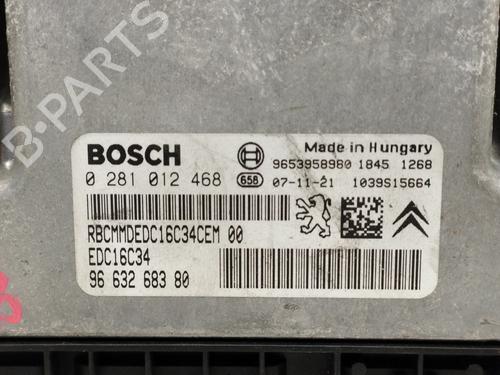 B-PARTS
BOSCH
Made in Hungary
9653958980 1845 1268
0 281 012 468 658 07-11-21 1039S15664
RBCMMDEDC16C34CEM 00
EDC16C34
96 632 683 80